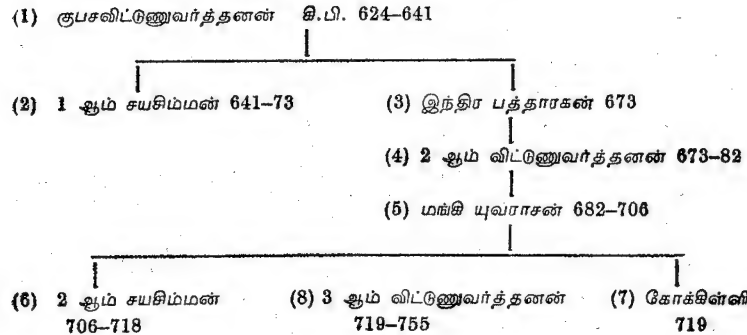 (1) குபசவிட்டுணுவர்த்தனன் கி.பி. 624–641
(2) 1 ஆம் சயசிம்மன் 641–73 (3) இந்திர பத்தாரகன் 673
(4) 2 ஆம் விட்டுணுவர்த்தனன் 673–82
(5) மங்கி யுவராசன் 682–706
(6) 2 ஆம் சயசிம்மன் (8) 3 ஆம் விட்டுணுவர்த்தனன் (7) கோக்கிள்ளி
706–718 719–755 719